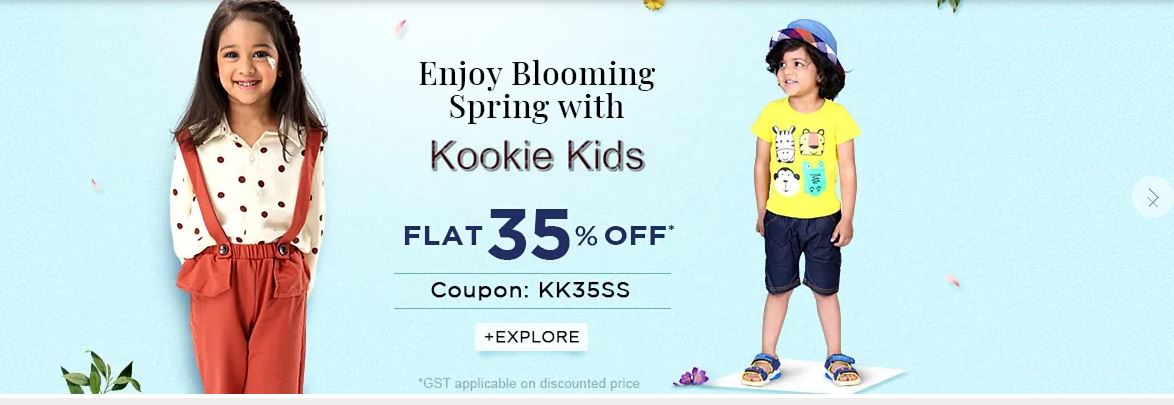 Enjoy Blooming
Spring with
Kookie Kids
FLAT 35% OFF*
Coupon: KK35SS
+EXPLORE
*GST applicable on discounted price